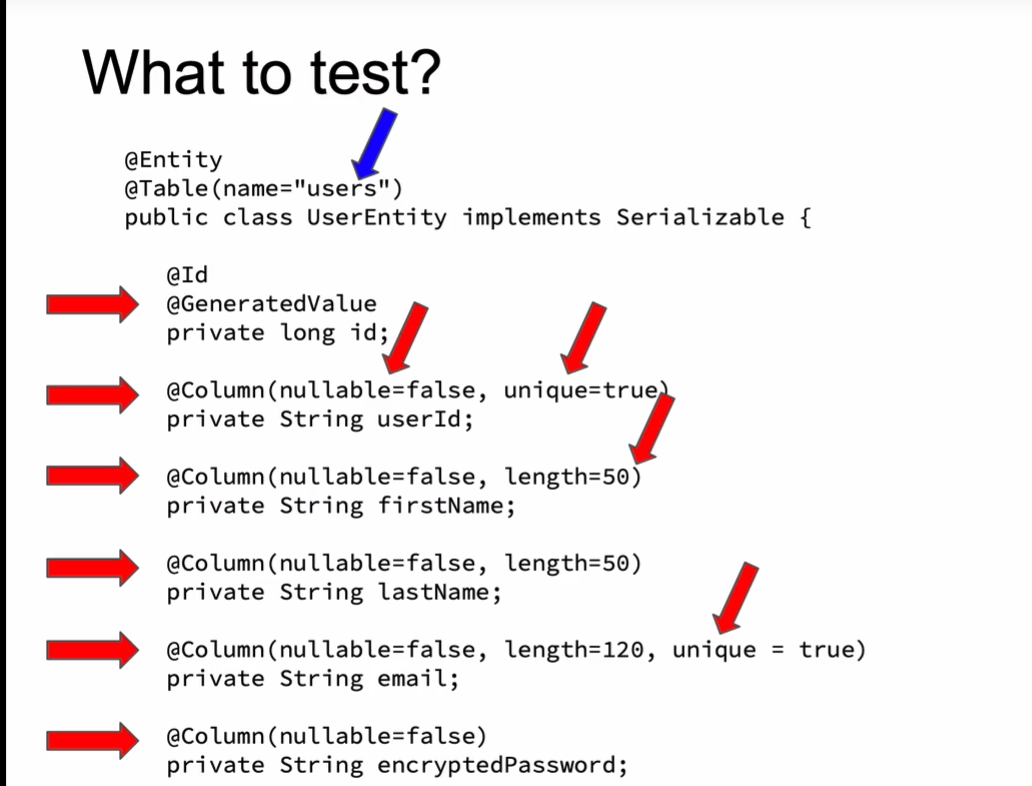 What to test?
@Entity
@Table(name="users")
public class UserEntity implements Serializable {
@Id
@GeneratedValue
private long id;
@Column(nullable=false, unique=true)
private String userId;
@Column(nullable=false, length=50)
private String firstName;
@Column(nullable=false, length=50)
private String lastName;
@Column(nullable=false, length=120, unique = true)
private String email;
@Column(nullable=false)
private String encryptedPassword;